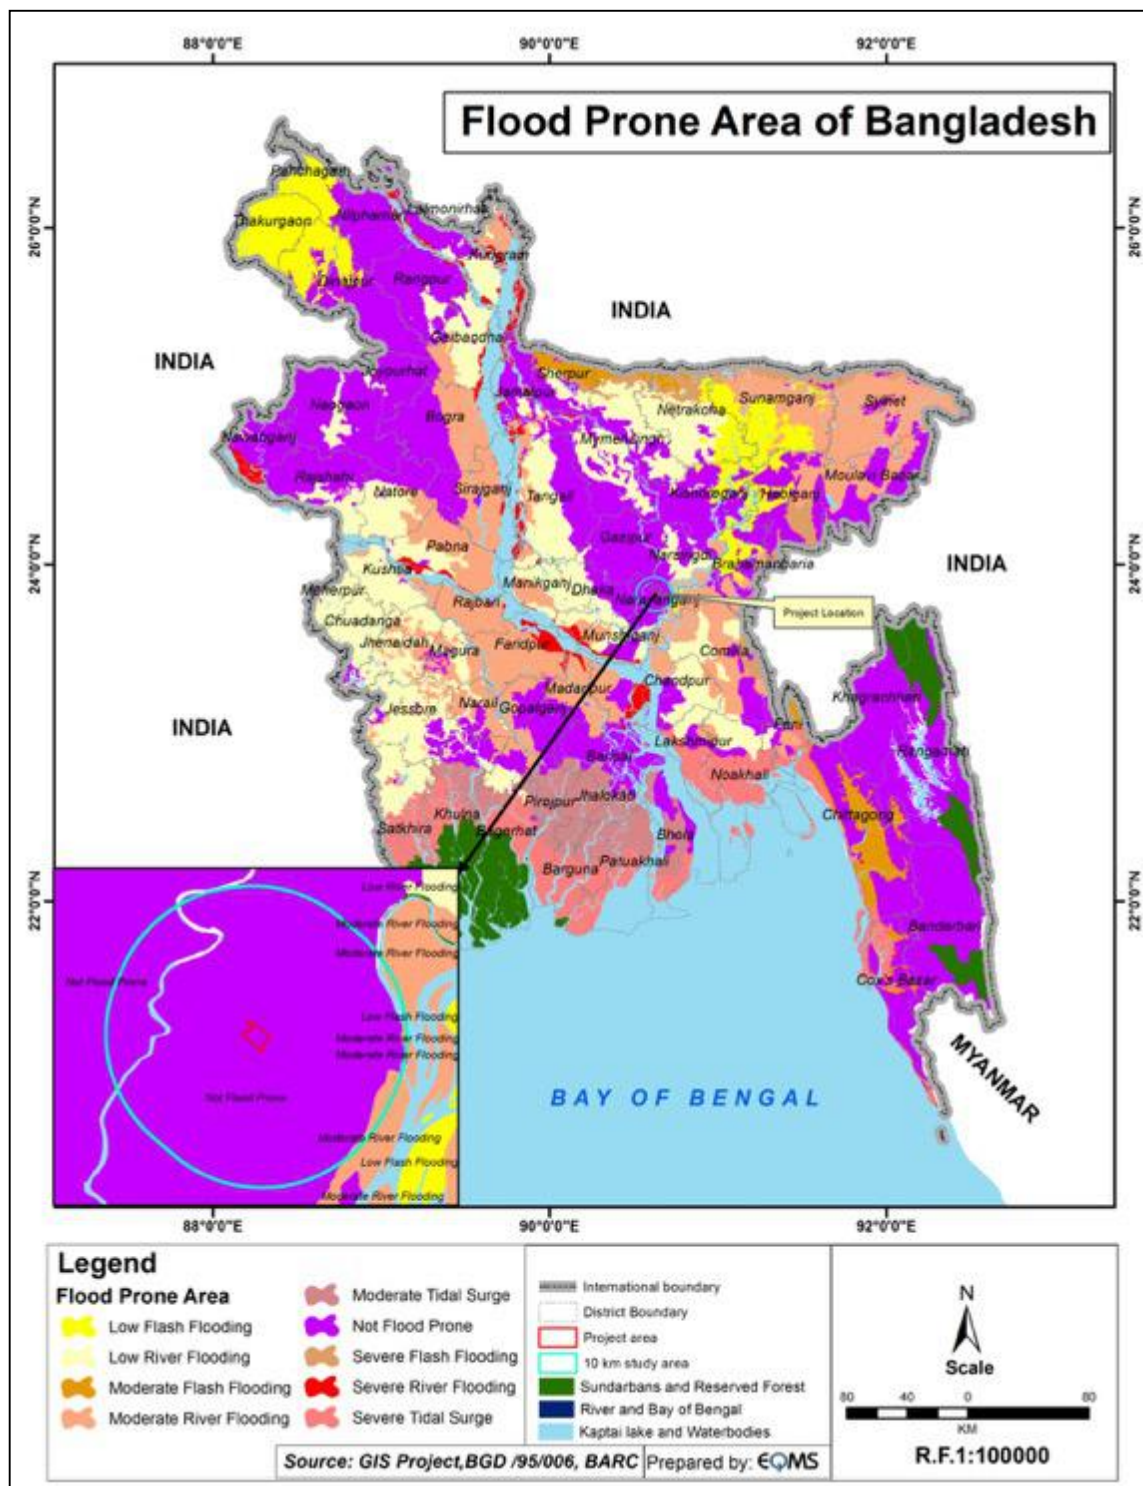 88°0'0"E 90°0'0"E 92°0'0"E
Flood Prone Area of Bangladesh
26°0'0"N 26°0'0"N
24°0'0"N 24°0'0"N
22°0'0"N 22°0'0"N
INDIA
INDIA
INDIA
INDIA
MYANMAR
BAY OF BENGAL
Panchagarh
Thakurgaon
Nilphamari
Lalmonirhat
Dinajpur
Rangpur
Kurigram
Gaibandha
Joypurhat
Naogaon
Bogra
Jamalpur
Sherpur
Netrakona
Sunamganj
Sylhet
Mymensingh
Nawabganj
Rajshahi
Natore
Sirajganj
Tangail
Kishoreganj
Habiganj
Moulavi Bazar
Pabna
Gazipur
Narsingdi
Brahamanbaria
Kushtia
Meherpur
Manikganj
Dhaka
Narayanganj
Project Location
Rajbari
Chuadanga
Jhenaidah
Magura
Faridpur
Munshiganj
Comilla
Madaripur
Chandpur
Khagrachhari
Jessore
Narail
Gopalganj
Feni
Barisal
Lakshmipur
Noakhali
Rangamati
Khulna
Pirojpur
Jhalokati
Chittagong
Satkhira
Bagerhat
Bhola
Barguna
Patuakhali
Bandarban
Cox's Bazar
Low River Flooding
Moderate River Flooding
Moderate River Flooding
Not Flood Prone
Low Flash Flooding
Moderate River Flooding
Moderate River Flooding
Not Flood Prone
Moderate River Flooding
Low Flash Flooding
Moderate River Flooding
88°0'0"E 90°0'0"E 92°0'0"E
Legend
Flood Prone Area
Low Flash Flooding
Low River Flooding
Moderate Flash Flooding
Moderate River Flooding
Moderate Tidal Surge
Not Flood Prone
Severe Flash Flooding
Severe River Flooding
Severe Tidal Surge
International boundary
District Boundary
Project area
10 km study area
Sundarbans and Reserved Forest
River and Bay of Bengal
Kaptai lake and Waterbodies
N
Scale
80 40 0 80
KM
R.F.1:100000
Source: GIS Project,BGD /95/006, BARC
Prepared by: EQMS